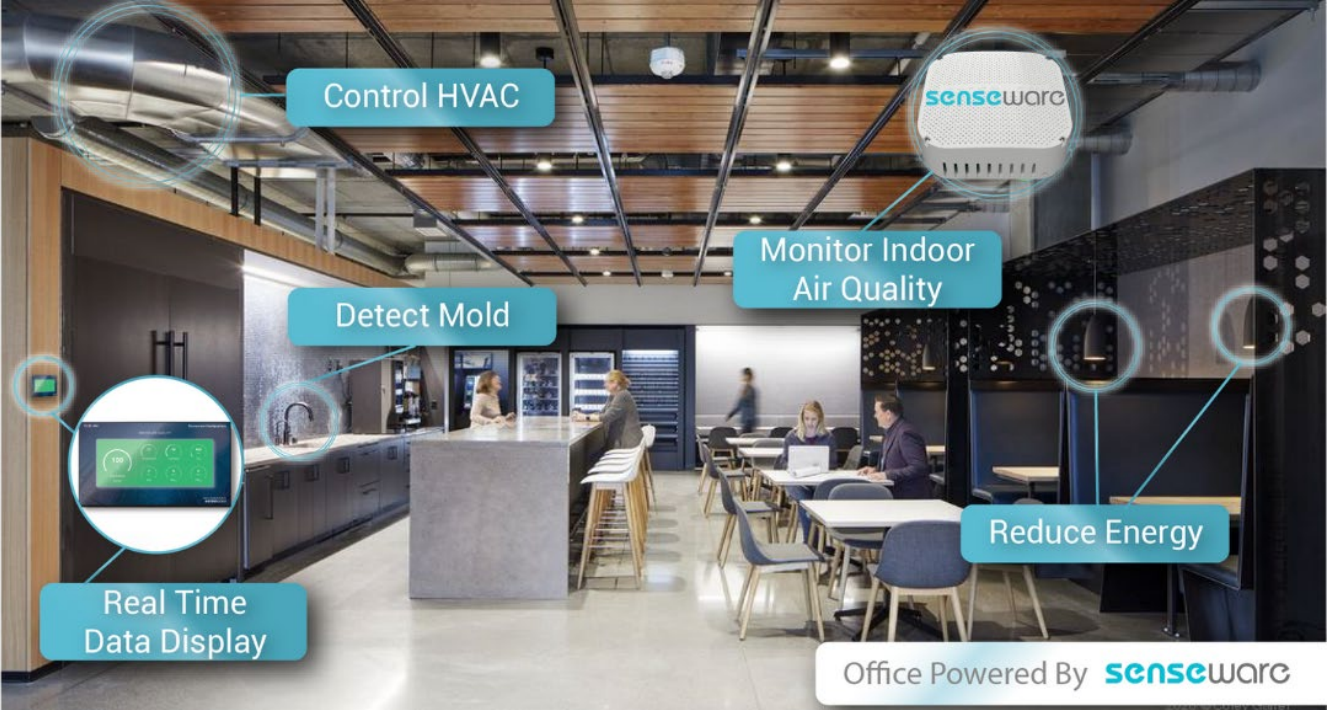 Control HVAC
senseware
Monitor Indoor
Air Quality
Detect Mold
100
Reduce Energy
Real Time
Data Display
Office Powered By senseware